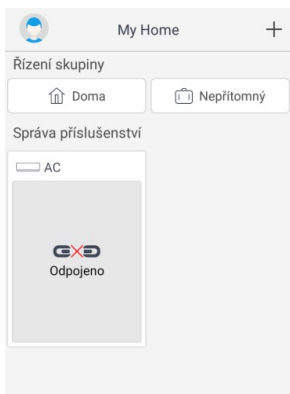 My Home
Řízení skupiny
Doma
Nepřítomný
Správa příslušenství
AC
Odpojeno